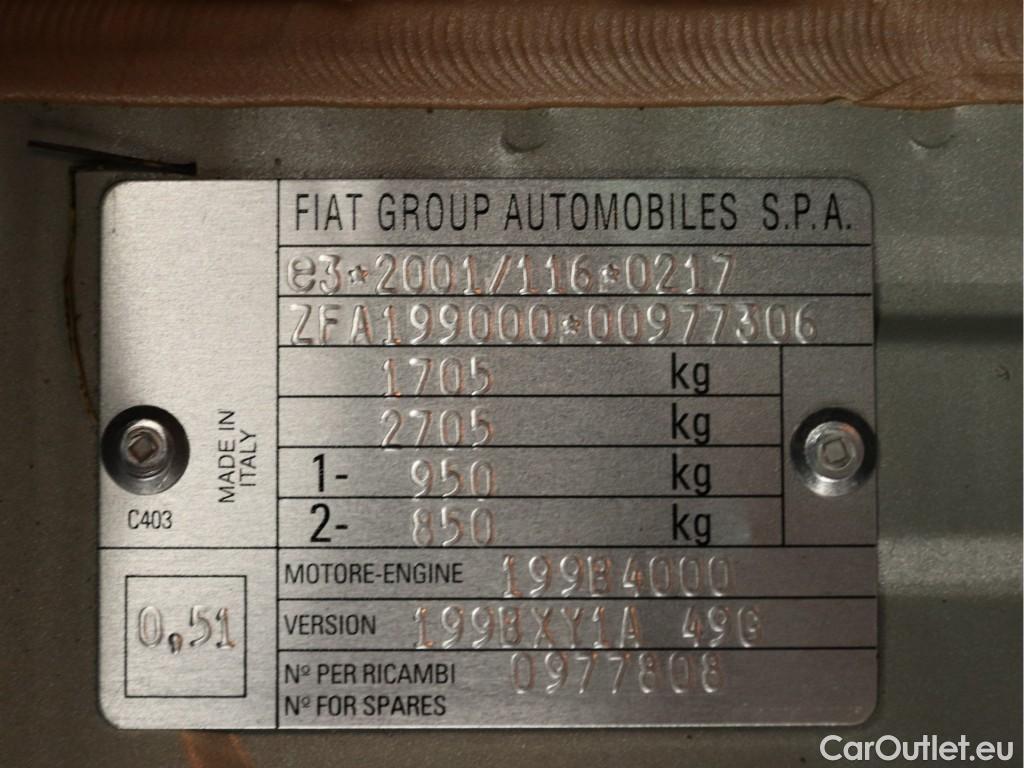 FIAT GROUP AUTOMOBILES S.P.A.
e3*2001/116*0217
ZFA199000*00977306
1705 kg
2705 kg
1- 950 kg
2- 850 kg
MADE IN
ITALY
C403
MOTORE-ENGINE 199B4000
VERSION 199BXY1A 49G
0,51
Nº PER RICAMBI 0977808
Nº FOR SPARES
CarOutlet.eu